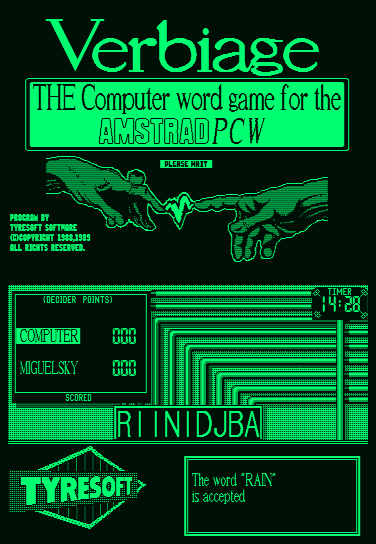 Verbiage
THE Computer word game for the
AMSTRAD PCW
PLEASE WAIT
PROGRAM BY
TYRESOFT SOFTWARE
(C)COPYRIGHT 1988,1989
ALL RIGHTS RESERVED.
(DECIDER POINTS)
TIMER
14:28
COMPUTER 000
MIGUELSKY 000
SCORED
RIINIDJBA
TYRESOFT
The word "RAIN"
is accepted